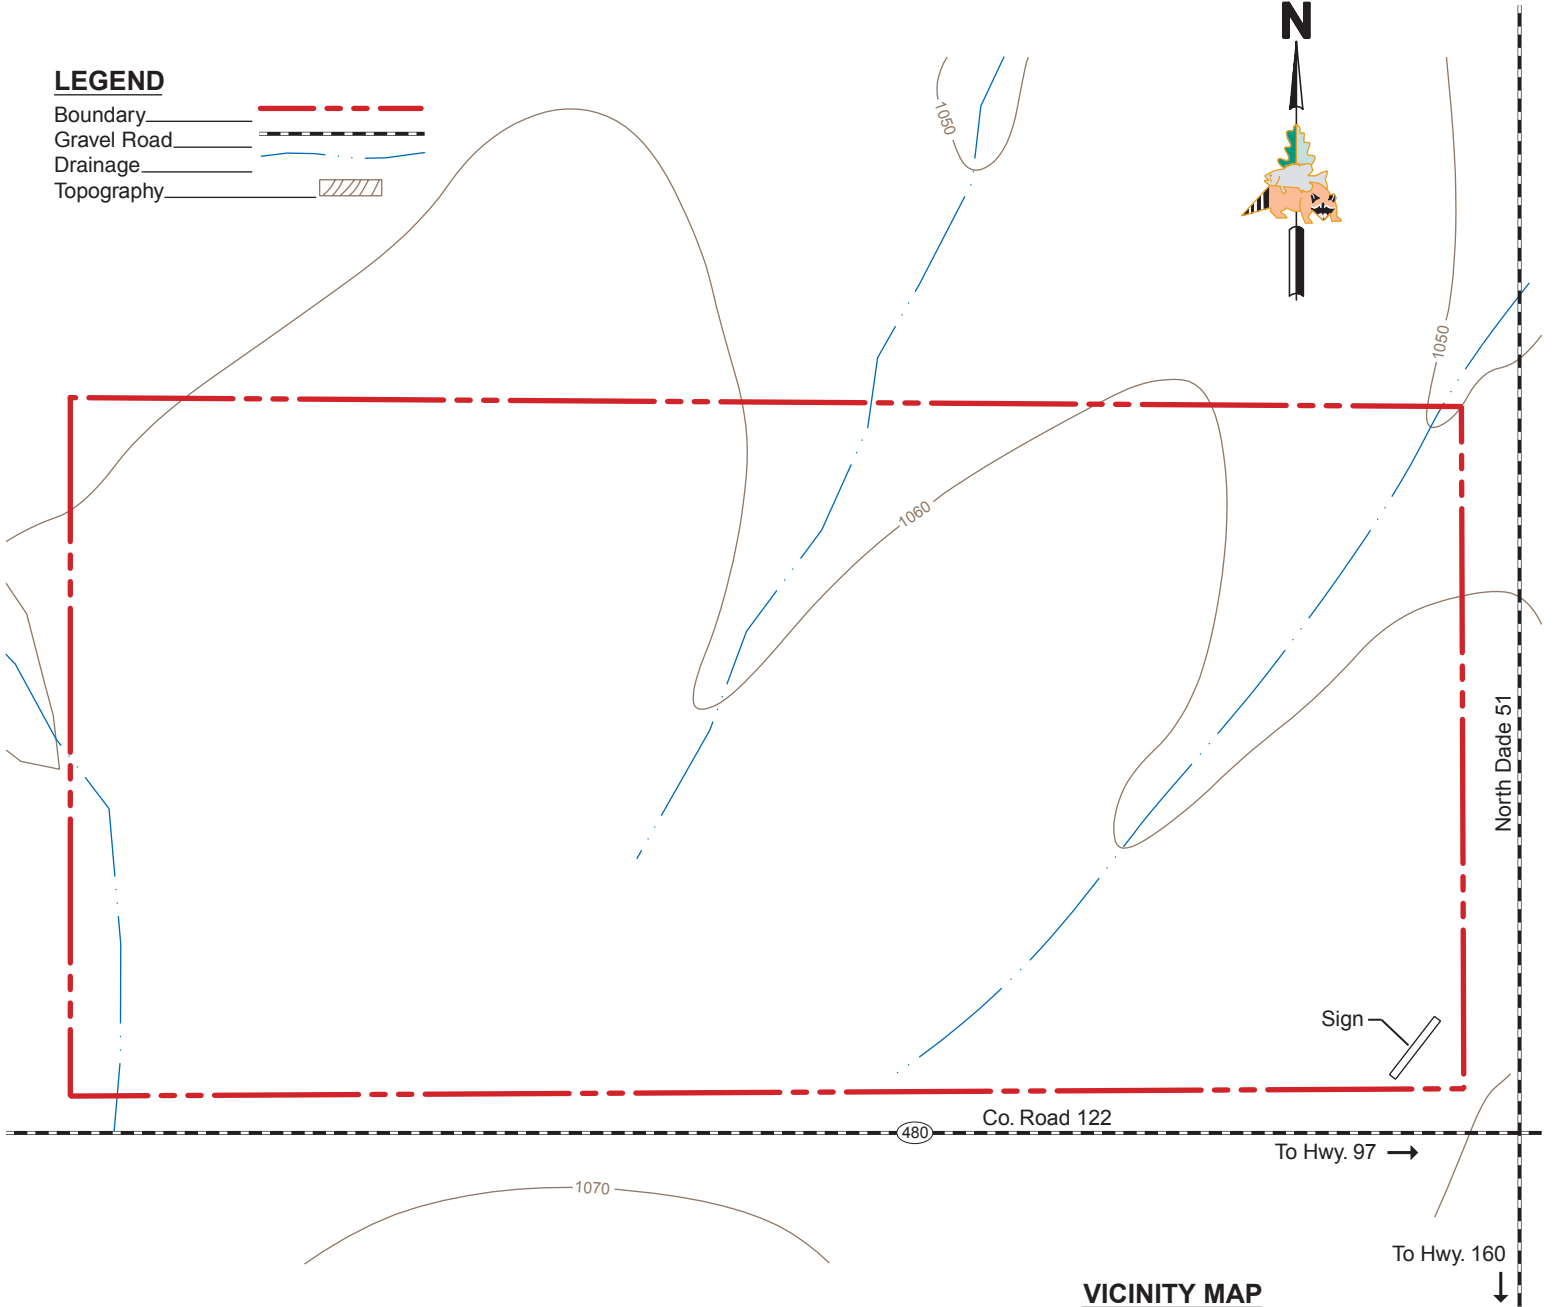 N
LEGEND
Boundary
Gravel Road
Drainage
Topography
1050
1050
1060
North Dade 51
Sign
Co. Road 122
480
To Hwy. 97
1070
To Hwy. 160
VICINITY MAP